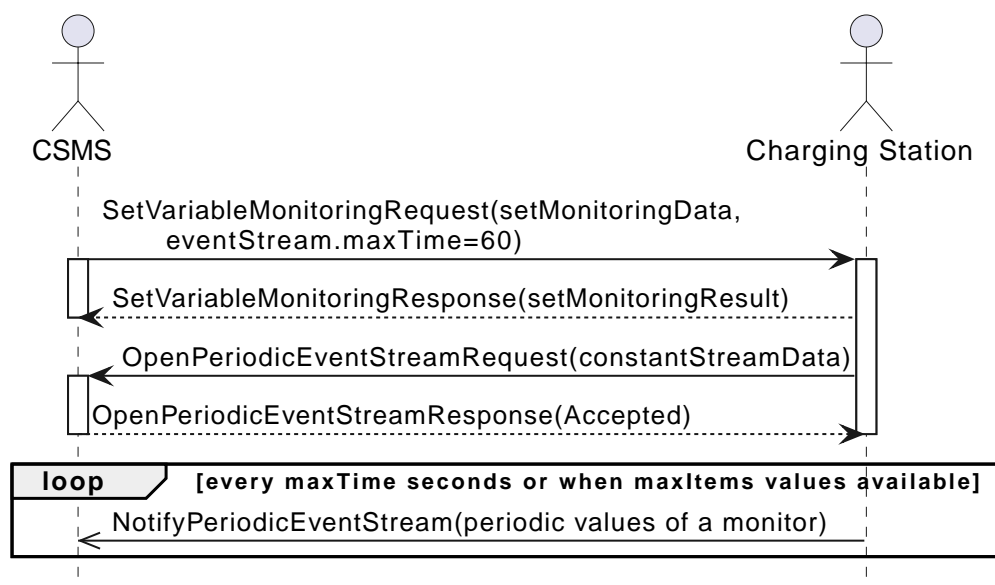 CSMS
Charging Station
SetVariableMonitoringRequest(setMonitoringData,
eventStream.maxTime=60)
SetVariableMonitoringResponse(setMonitoringResult)
OpenPeriodicEventStreamRequest(constantStreamData)
OpenPeriodicEventStreamResponse(Accepted)
loop [every maxTime seconds or when maxItems values available]
NotifyPeriodicEventStream(periodic values of a monitor)